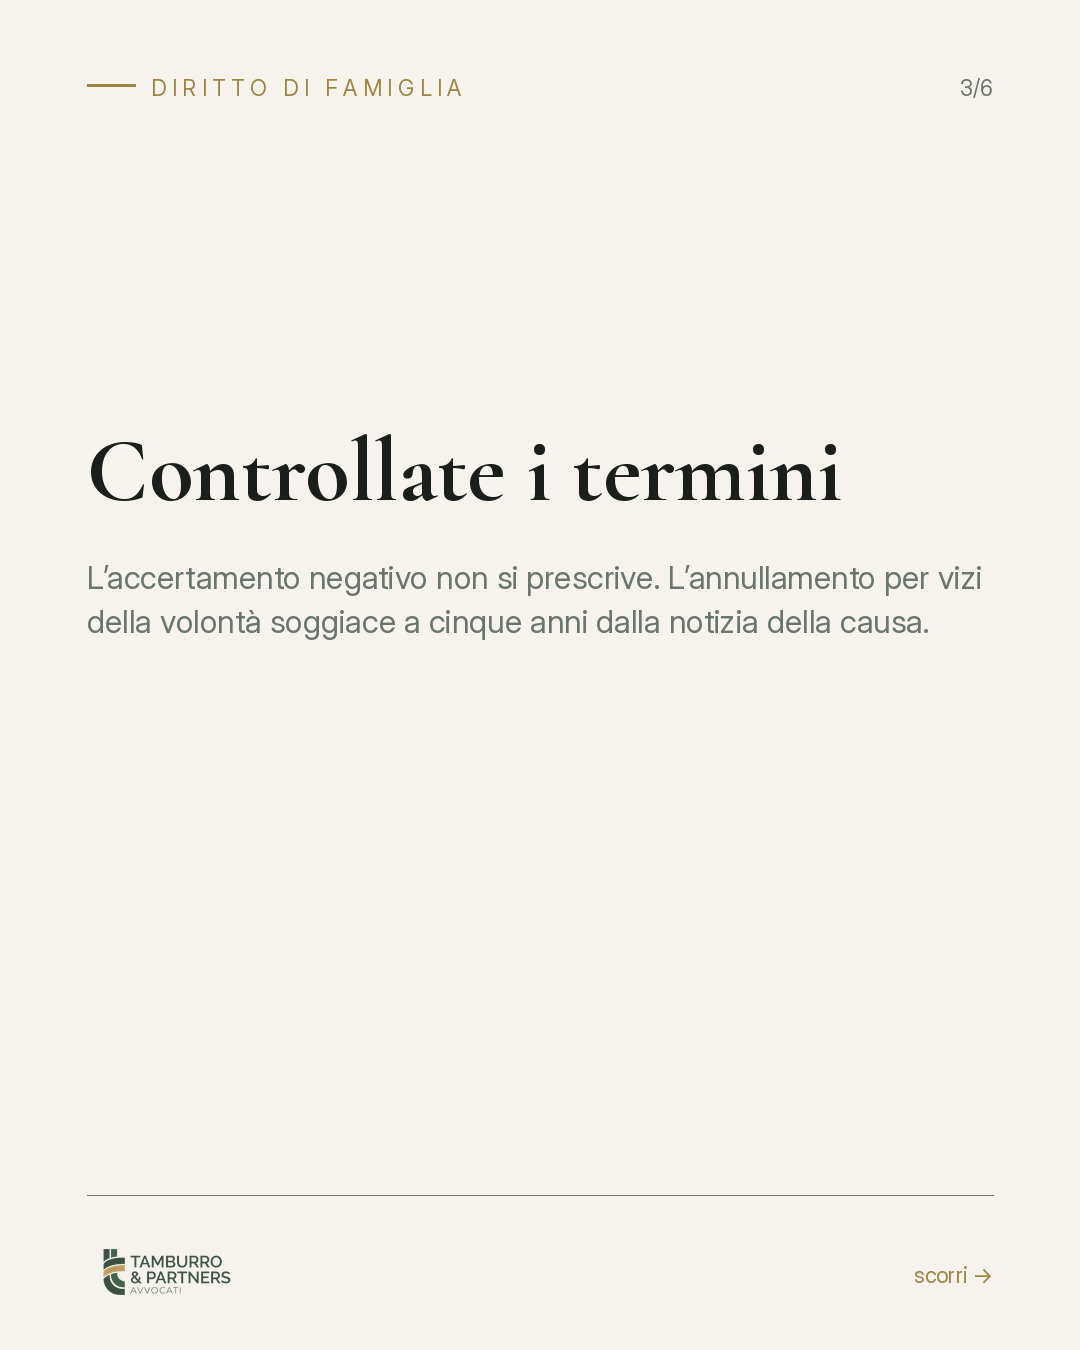 DIRITTO DI FAMIGLIA
3/6
Controllate i termini
L’accertamento negativo non si prescrive. L’annullamento per vizi
della volontà soggiace a cinque anni dalla notizia della causa.
TAMBURRO
& PARTNERS
AVVOCATI
scorri →